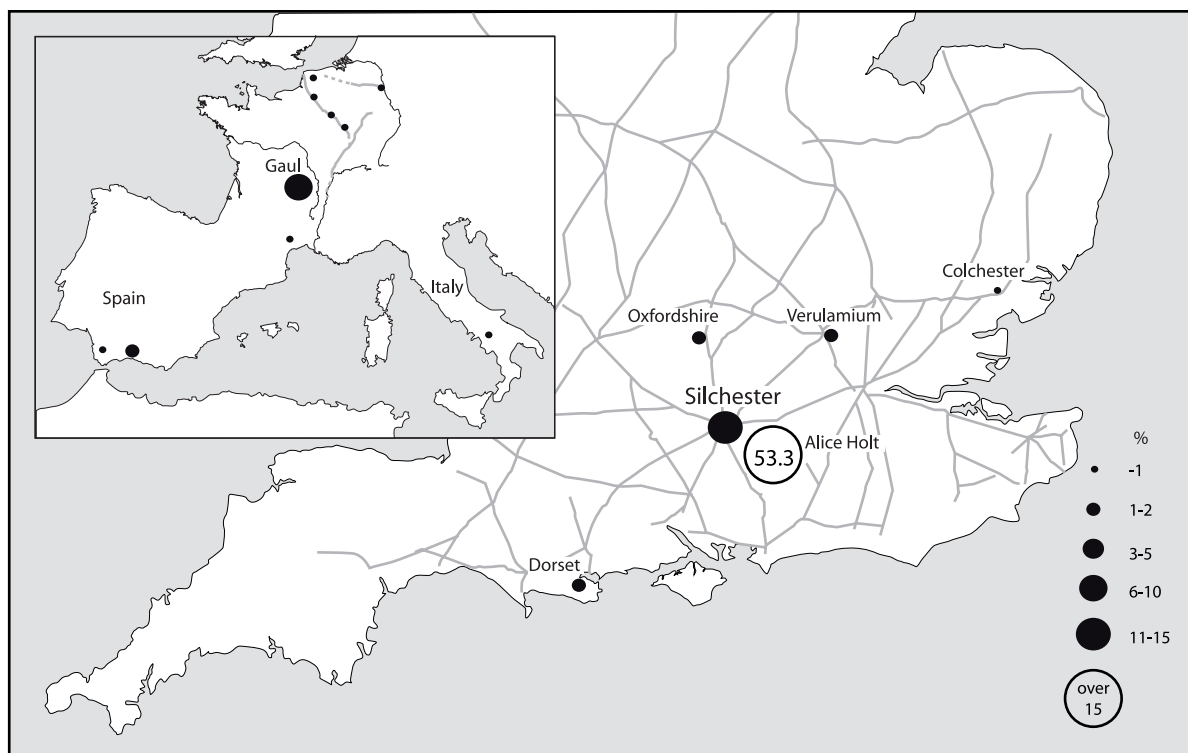 Gaul
Spain
Italy
Colchester
Oxfordshire
Verulamium
Silchester
53.3
Alice Holt
Dorset
%
-1
1-2
3-5
6-10
11-15
over
15